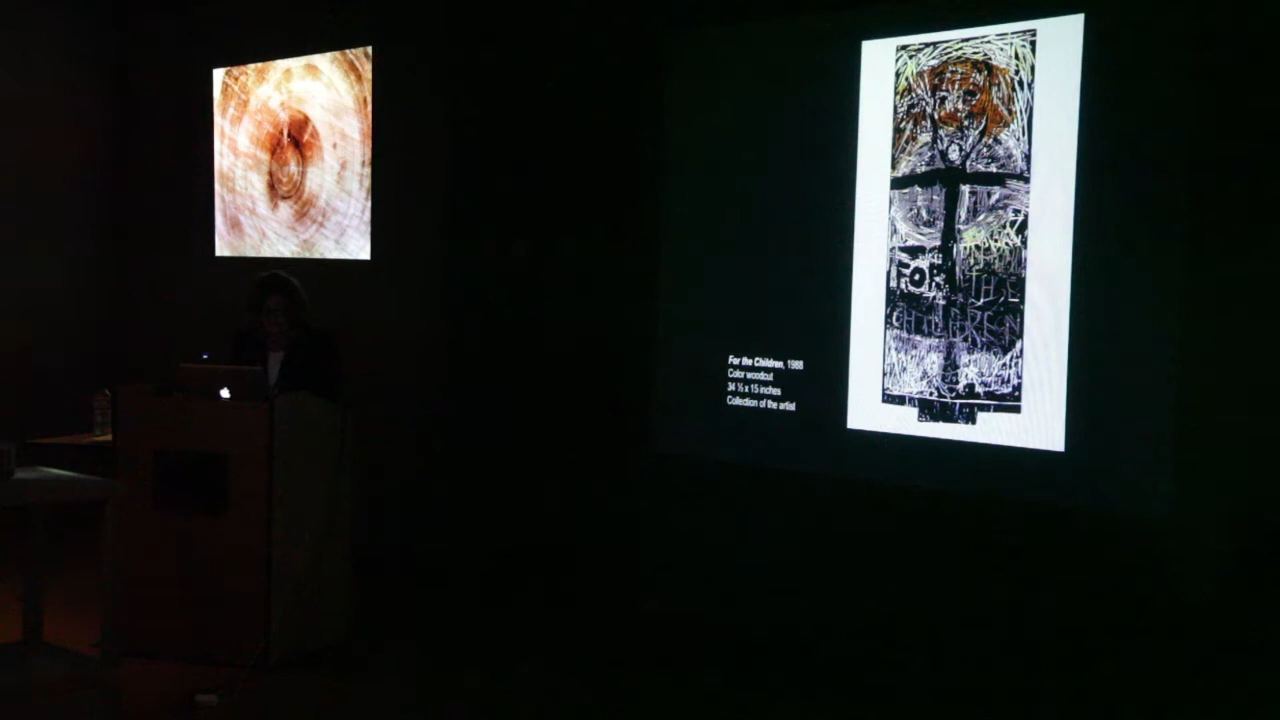 For the Children, 1988
Color woodcut
34 ½ x 15 inches
Collection of the artist
FOR THE
CHILDREN